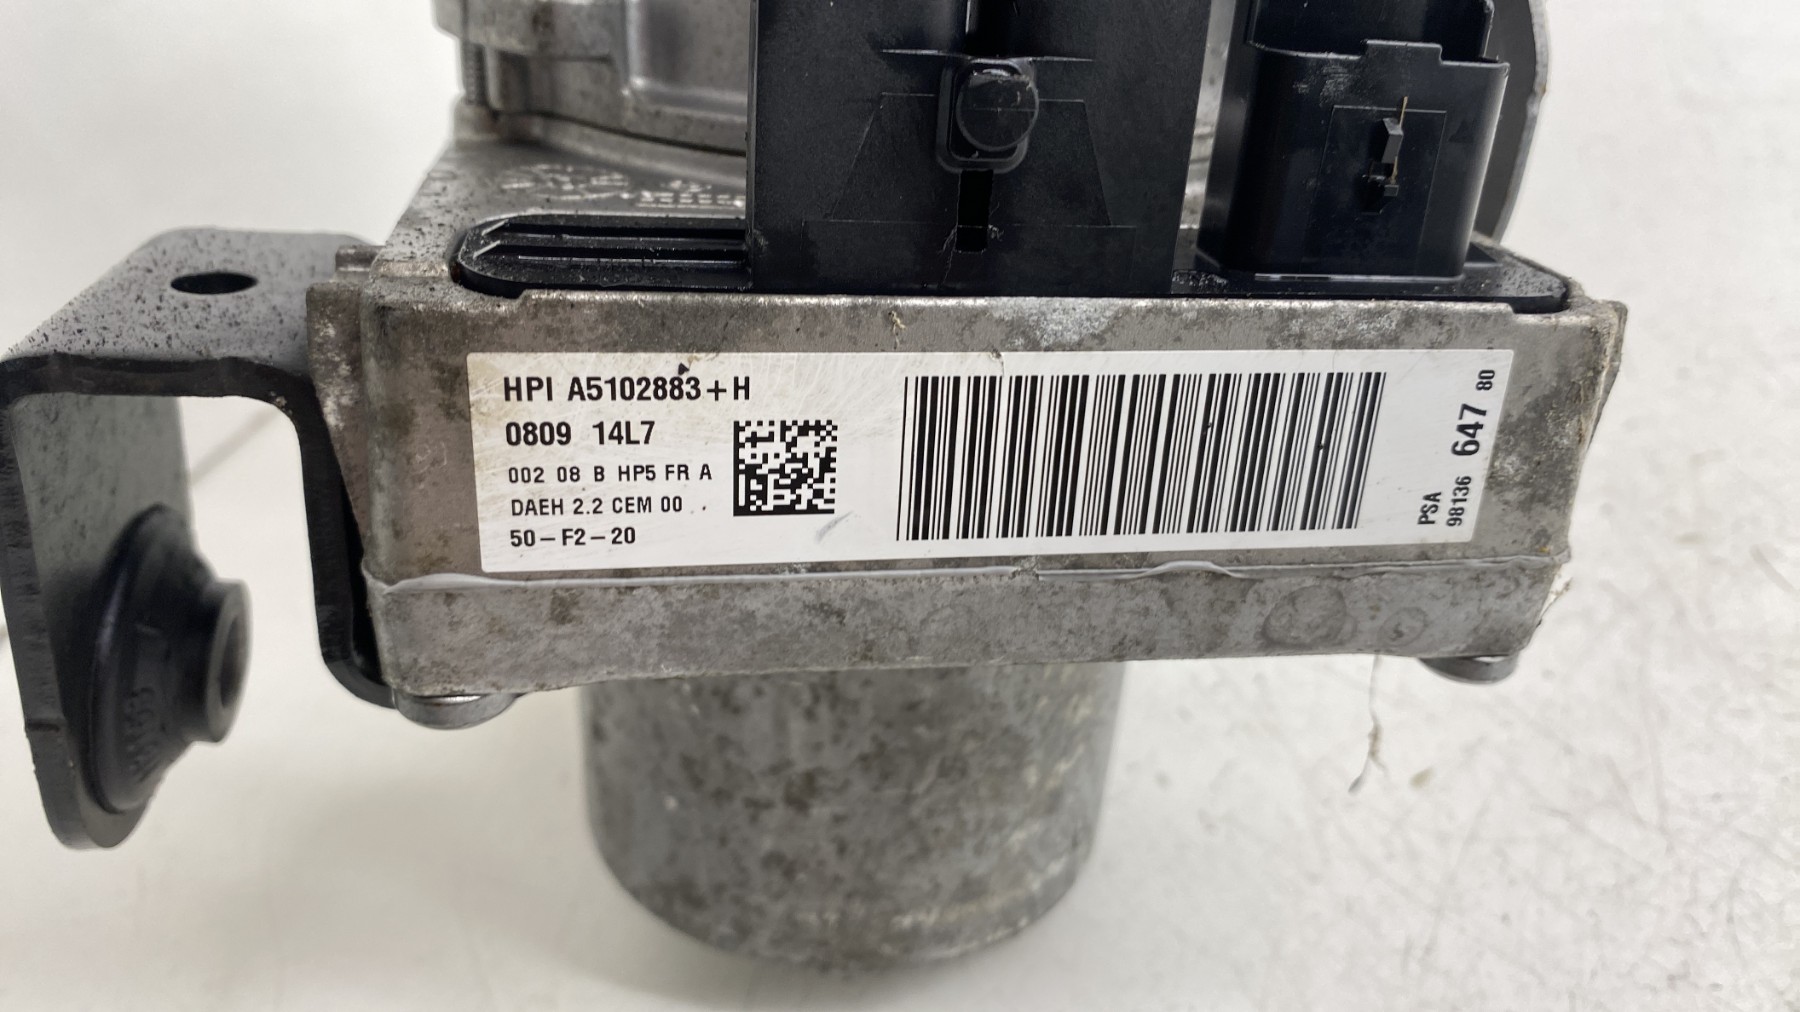 HPI A5102883+H
0809 14L7
002 08 B HP5 FR A
DAEH 2.2 CEM 00
50-F2-20
PSA
98136 647 80